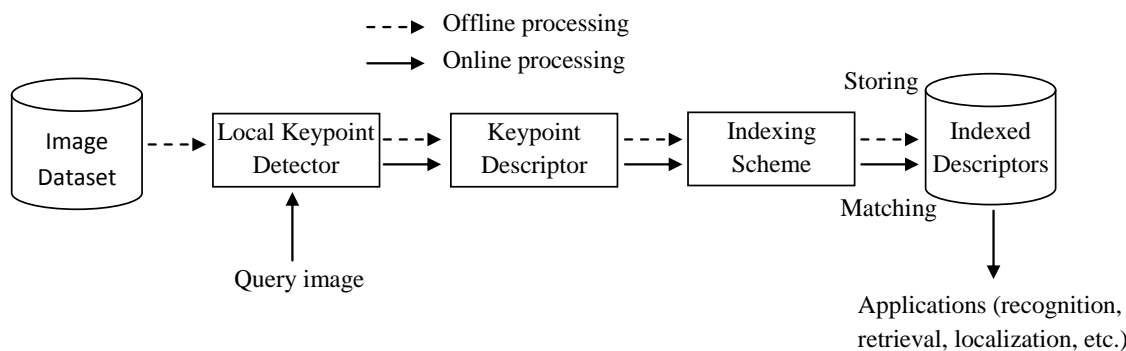 Offline processing
Online processing
Storing
Image
Dataset
Local Keypoint
Detector
Keypoint
Descriptor
Indexing
Scheme
Indexed
Descriptors
Matching
Query image
Applications (recognition,
retrieval, localization, etc.)